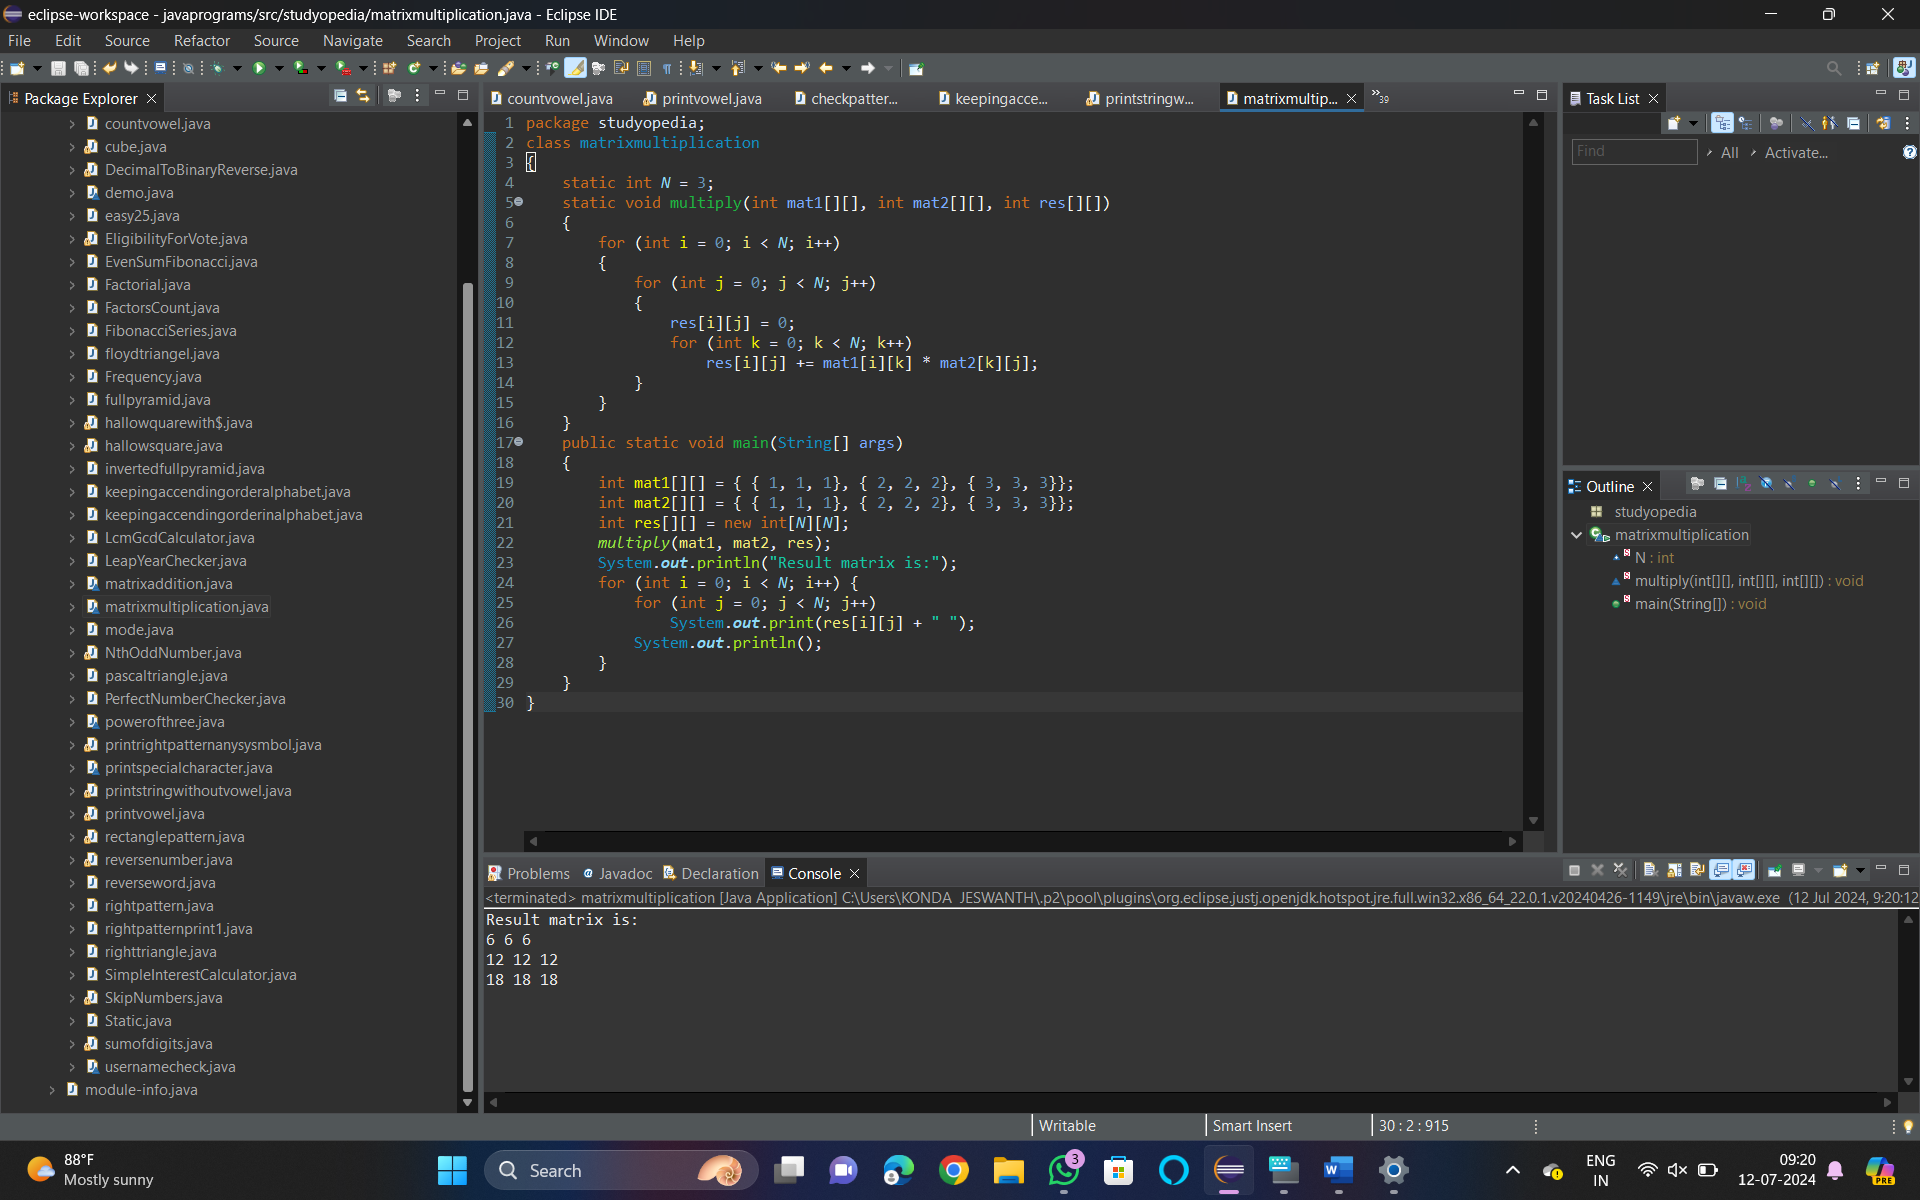 eclipse-workspace - javaprograms/src/studyopedia/matrixmultiplication.java - Eclipse IDE
File Edit Source Refactor Source Navigate Search Project Run Window Help
Package Explorer
countvowel.java
cube.java
DecimalToBinaryReverse.java
demo.java
easy25.java
EligibilityForVote.java
EvenSumFibonacci.java
Factorial.java
FactorsCount.java
FibonacciSeries.java
floydtriangel.java
Frequency.java
fullpyramid.java
hallowquarewith$.java
hallowsquare.java
invertedfullpyramid.java
keepingaccendingorderalphabet.java
keepingaccendingorderinalphabet.java
LcmGcdCalculator.java
LeapYearChecker.java
matrixaddition.java
matrixmultiplication.java
mode.java
NthOddNumber.java
pascaltriangle.java
PerfectNumberChecker.java
powerofthree.java
printrightpatternanysysmbol.java
printspecialcharacter.java
printstringwithoutvowel.java
printvowel.java
rectanglepattern.java
reversenumber.java
reverseword.java
rightpattern.java
rightpatternprint1.java
righttriangle.java
SimpleInterestCalculator.java
SkipNumbers.java
Static.java
sumofdigits.java
usernamecheck.java
module-info.java
countvowel.java printvowel.java checkpatter... keepingacce... printstringw... matrixmultip... »39
1 package studyopedia;
2 class matrixmultiplication
3 {
4 static int N = 3;
5 static void multiply(int mat1[][], int mat2[][], int res[][])
6 {
7 for (int i = 0; i < N; i++)
8 {
9 for (int j = 0; j < N; j++)
10 {
11 res[i][j] = 0;
12 for (int k = 0; k < N; k++)
13 res[i][j] += mat1[i][k] * mat2[k][j];
14 }
15 }
16 }
17 public static void main(String[] args)
18 {
19 int mat1[][] = { { 1, 1, 1}, { 2, 2, 2}, { 3, 3, 3}};
20 int mat2[][] = { { 1, 1, 1}, { 2, 2, 2}, { 3, 3, 3}};
21 int res[][] = new int[N][N];
22 multiply(mat1, mat2, res);
23 System.out.println("Result matrix is:");
24 for (int i = 0; i < N; i++) {
25 for (int j = 0; j < N; j++)
26 System.out.print(res[i][j] + " ");
27 System.out.println();
28 }
29 }
30 }
Task List
Find All Activate...
Outline
studyopedia
matrixmultiplication
N : int
multiply(int[][], int[][], int[][]) : void
main(String[]) : void
Problems Javadoc Declaration Console
<terminated> matrixmultiplication [Java Application] C:\Users\KONDA JESWANTH\.p2\pool\plugins\org.eclipse.justj.openjdk.hotspot.jre.full.win32.x86_64_22.0.1.v20240426-1149\jre\bin\javaw.exe (12 Jul 2024, 9:20:12
Result matrix is:
6 6 6
12 12 12
18 18 18
Writable Smart Insert 30 : 2 : 915
88°F
Mostly sunny
Search
3
ENG
IN
09:20
12-07-2024
PRE